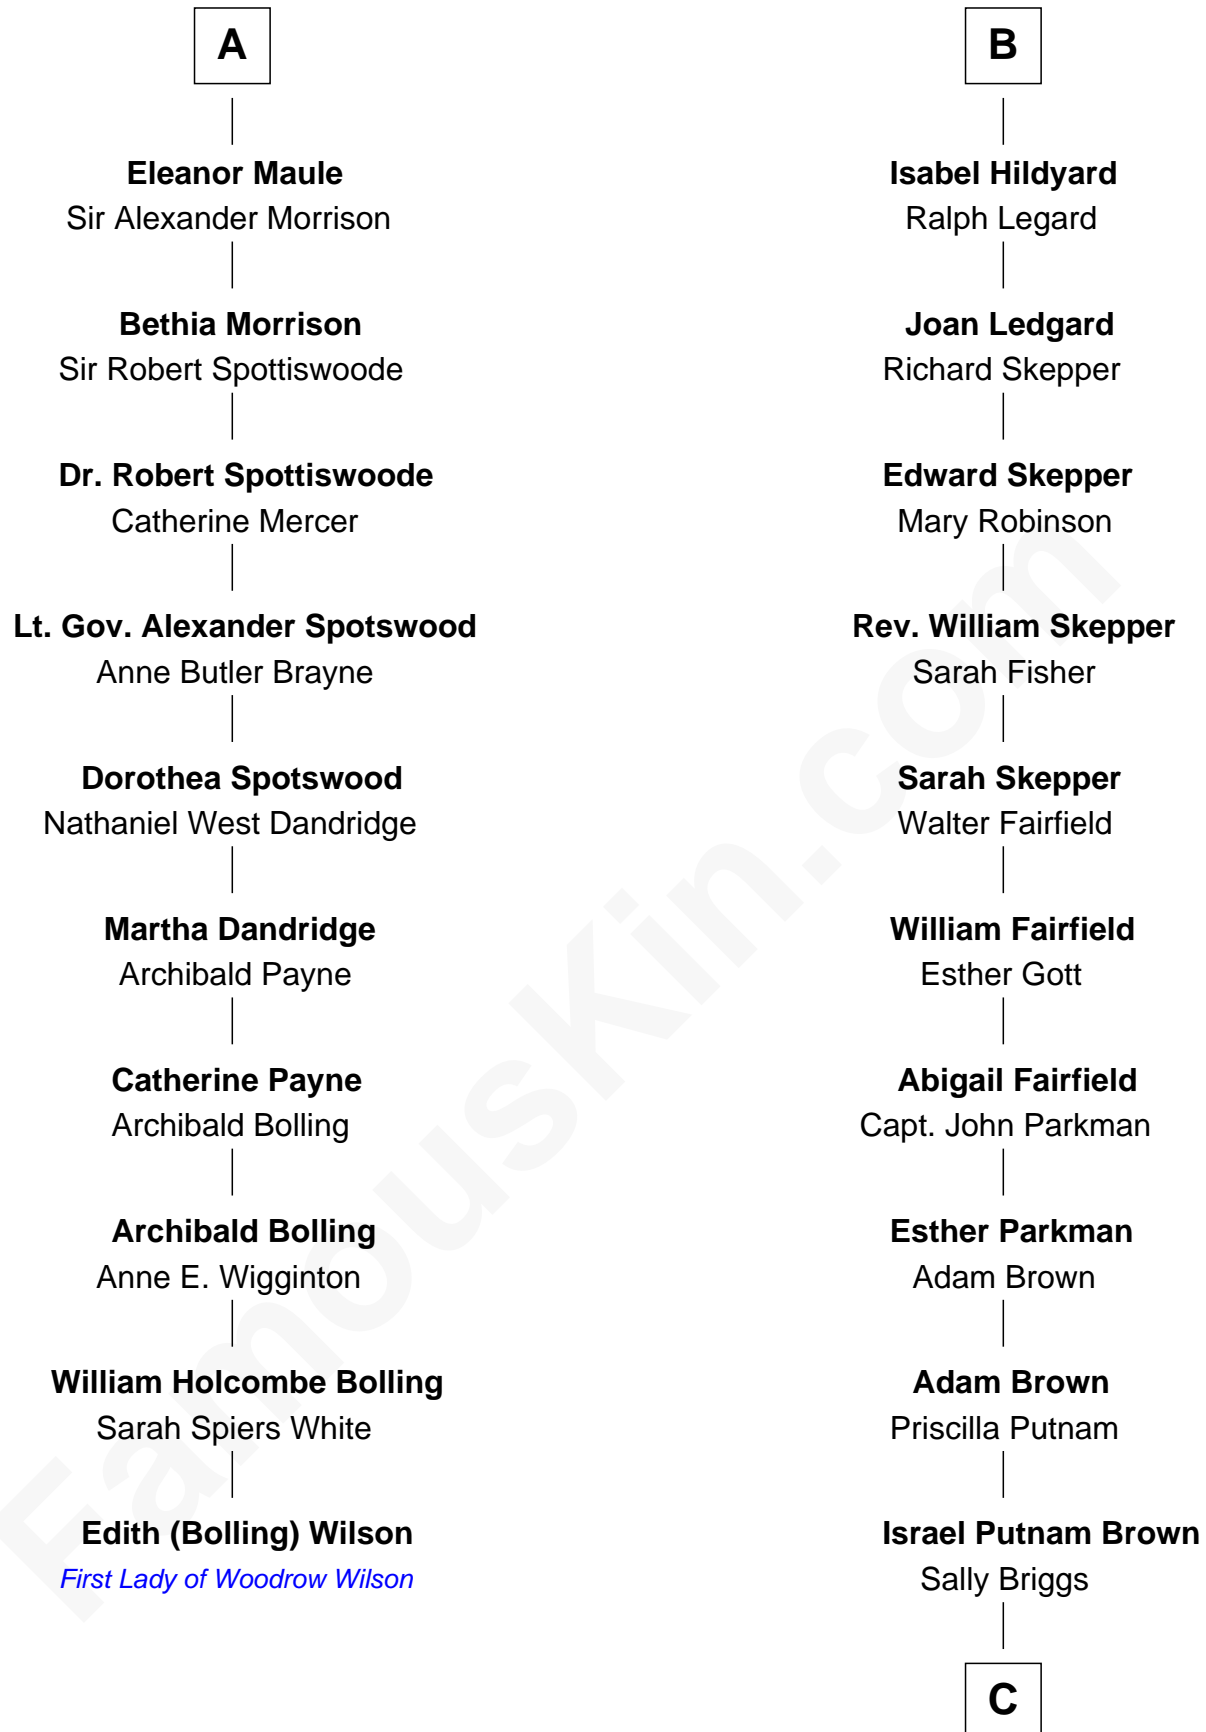 A
Eleanor Maule
Sir Alexander Morrison
Bethia Morrison
Sir Robert Spottiswoode
Dr. Robert Spottiswoode
Catherine Mercer
Lt. Gov. Alexander Spotswood
Anne Butler Brayne
Dorothea Spotswood
Nathaniel West Dandridge
Martha Dandridge
Archibald Payne
Catherine Payne
Archibald Bolling
Archibald Bolling
Anne E. Wigginton
William Holcombe Bolling
Sarah Spiers White
Edith (Bolling) Wilson
First Lady of Woodrow Wilson
B
Isabel Hildyard
Ralph Legard
Joan Ledgard
Richard Skepper
Edward Skepper
Mary Robinson
Rev. William Skepper
Sarah Fisher
Sarah Skepper
Walter Fairfield
William Fairfield
Esther Gott
Abigail Fairfield
Capt. John Parkman
Esther Parkman
Adam Brown
Adam Brown
Priscilla Putnam
Israel Putnam Brown
Sally Briggs
C
FamousKin.com